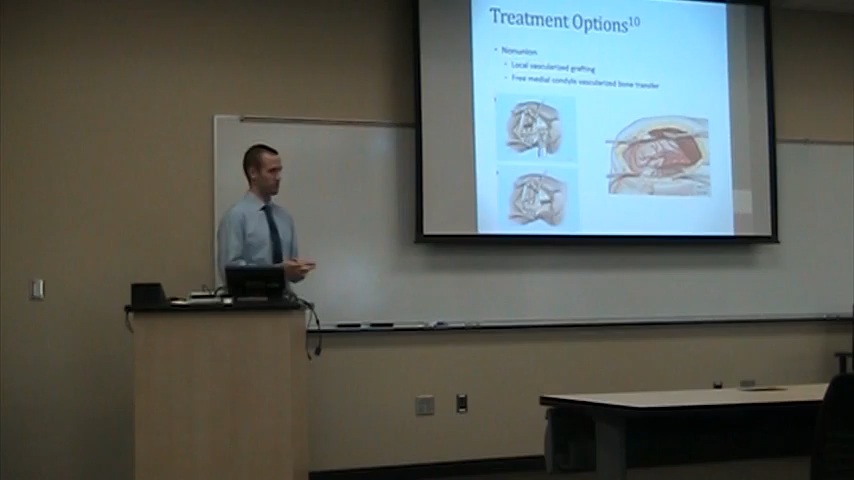 Treatment Options10
• Nonunion
• Local vascularized grafting
• Free medial condyle vascularized bone transfer